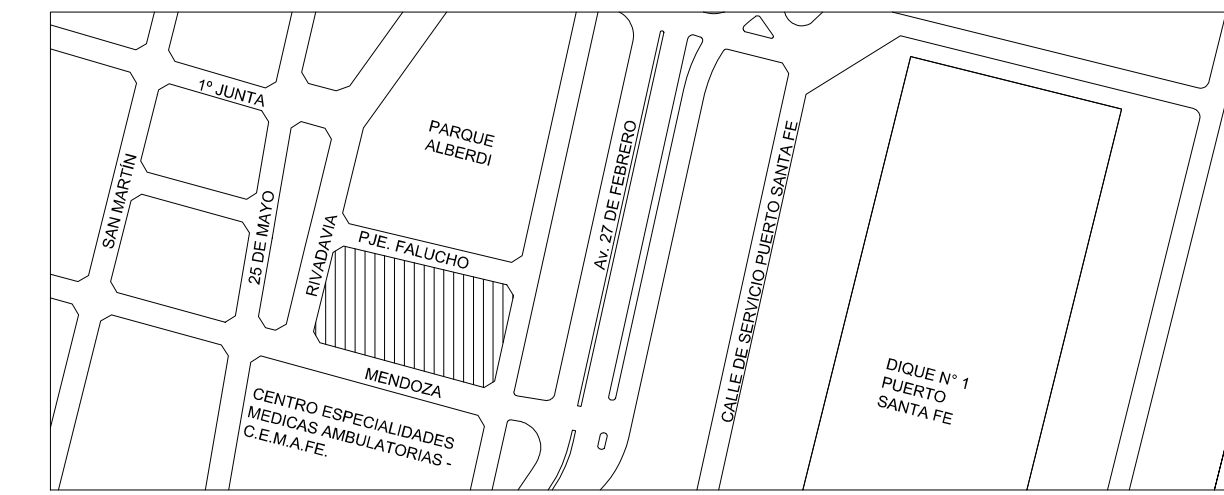 1º JUNTA
PARQUE
ALBERDI
SAN MARTÍN
25 DE MAYO
RIVADAVIA
PJE. FALUCHO
Av. 27 DE FEBRERO
CALLE DE SERVICIO PUERTO SANTA FE
MENDOZA
DIQUE N° 1
PUERTO
SANTA FE
CENTRO ESPECIALIDADES
MEDICAS AMBULATORIAS -
C.E.M.A.FE.